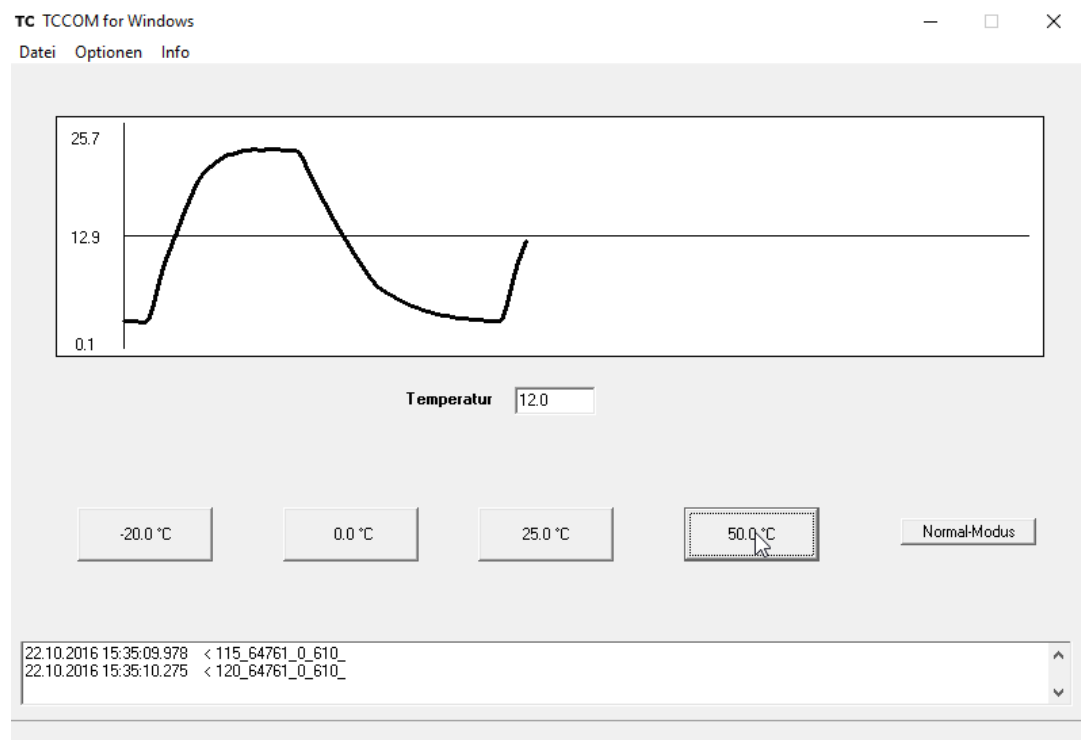 TC TCCOM for Windows
Datei Optionen Info
25.7
12.9
0.1
Temperatur 12.0
-20.0 °C 0.0 °C 25.0 °C 50.0 °C Normal-Modus
22.10.2016 15:35:09.978 < 115_64761_0_610_
22.10.2016 15:35:10.275 < 120_64761_0_610_